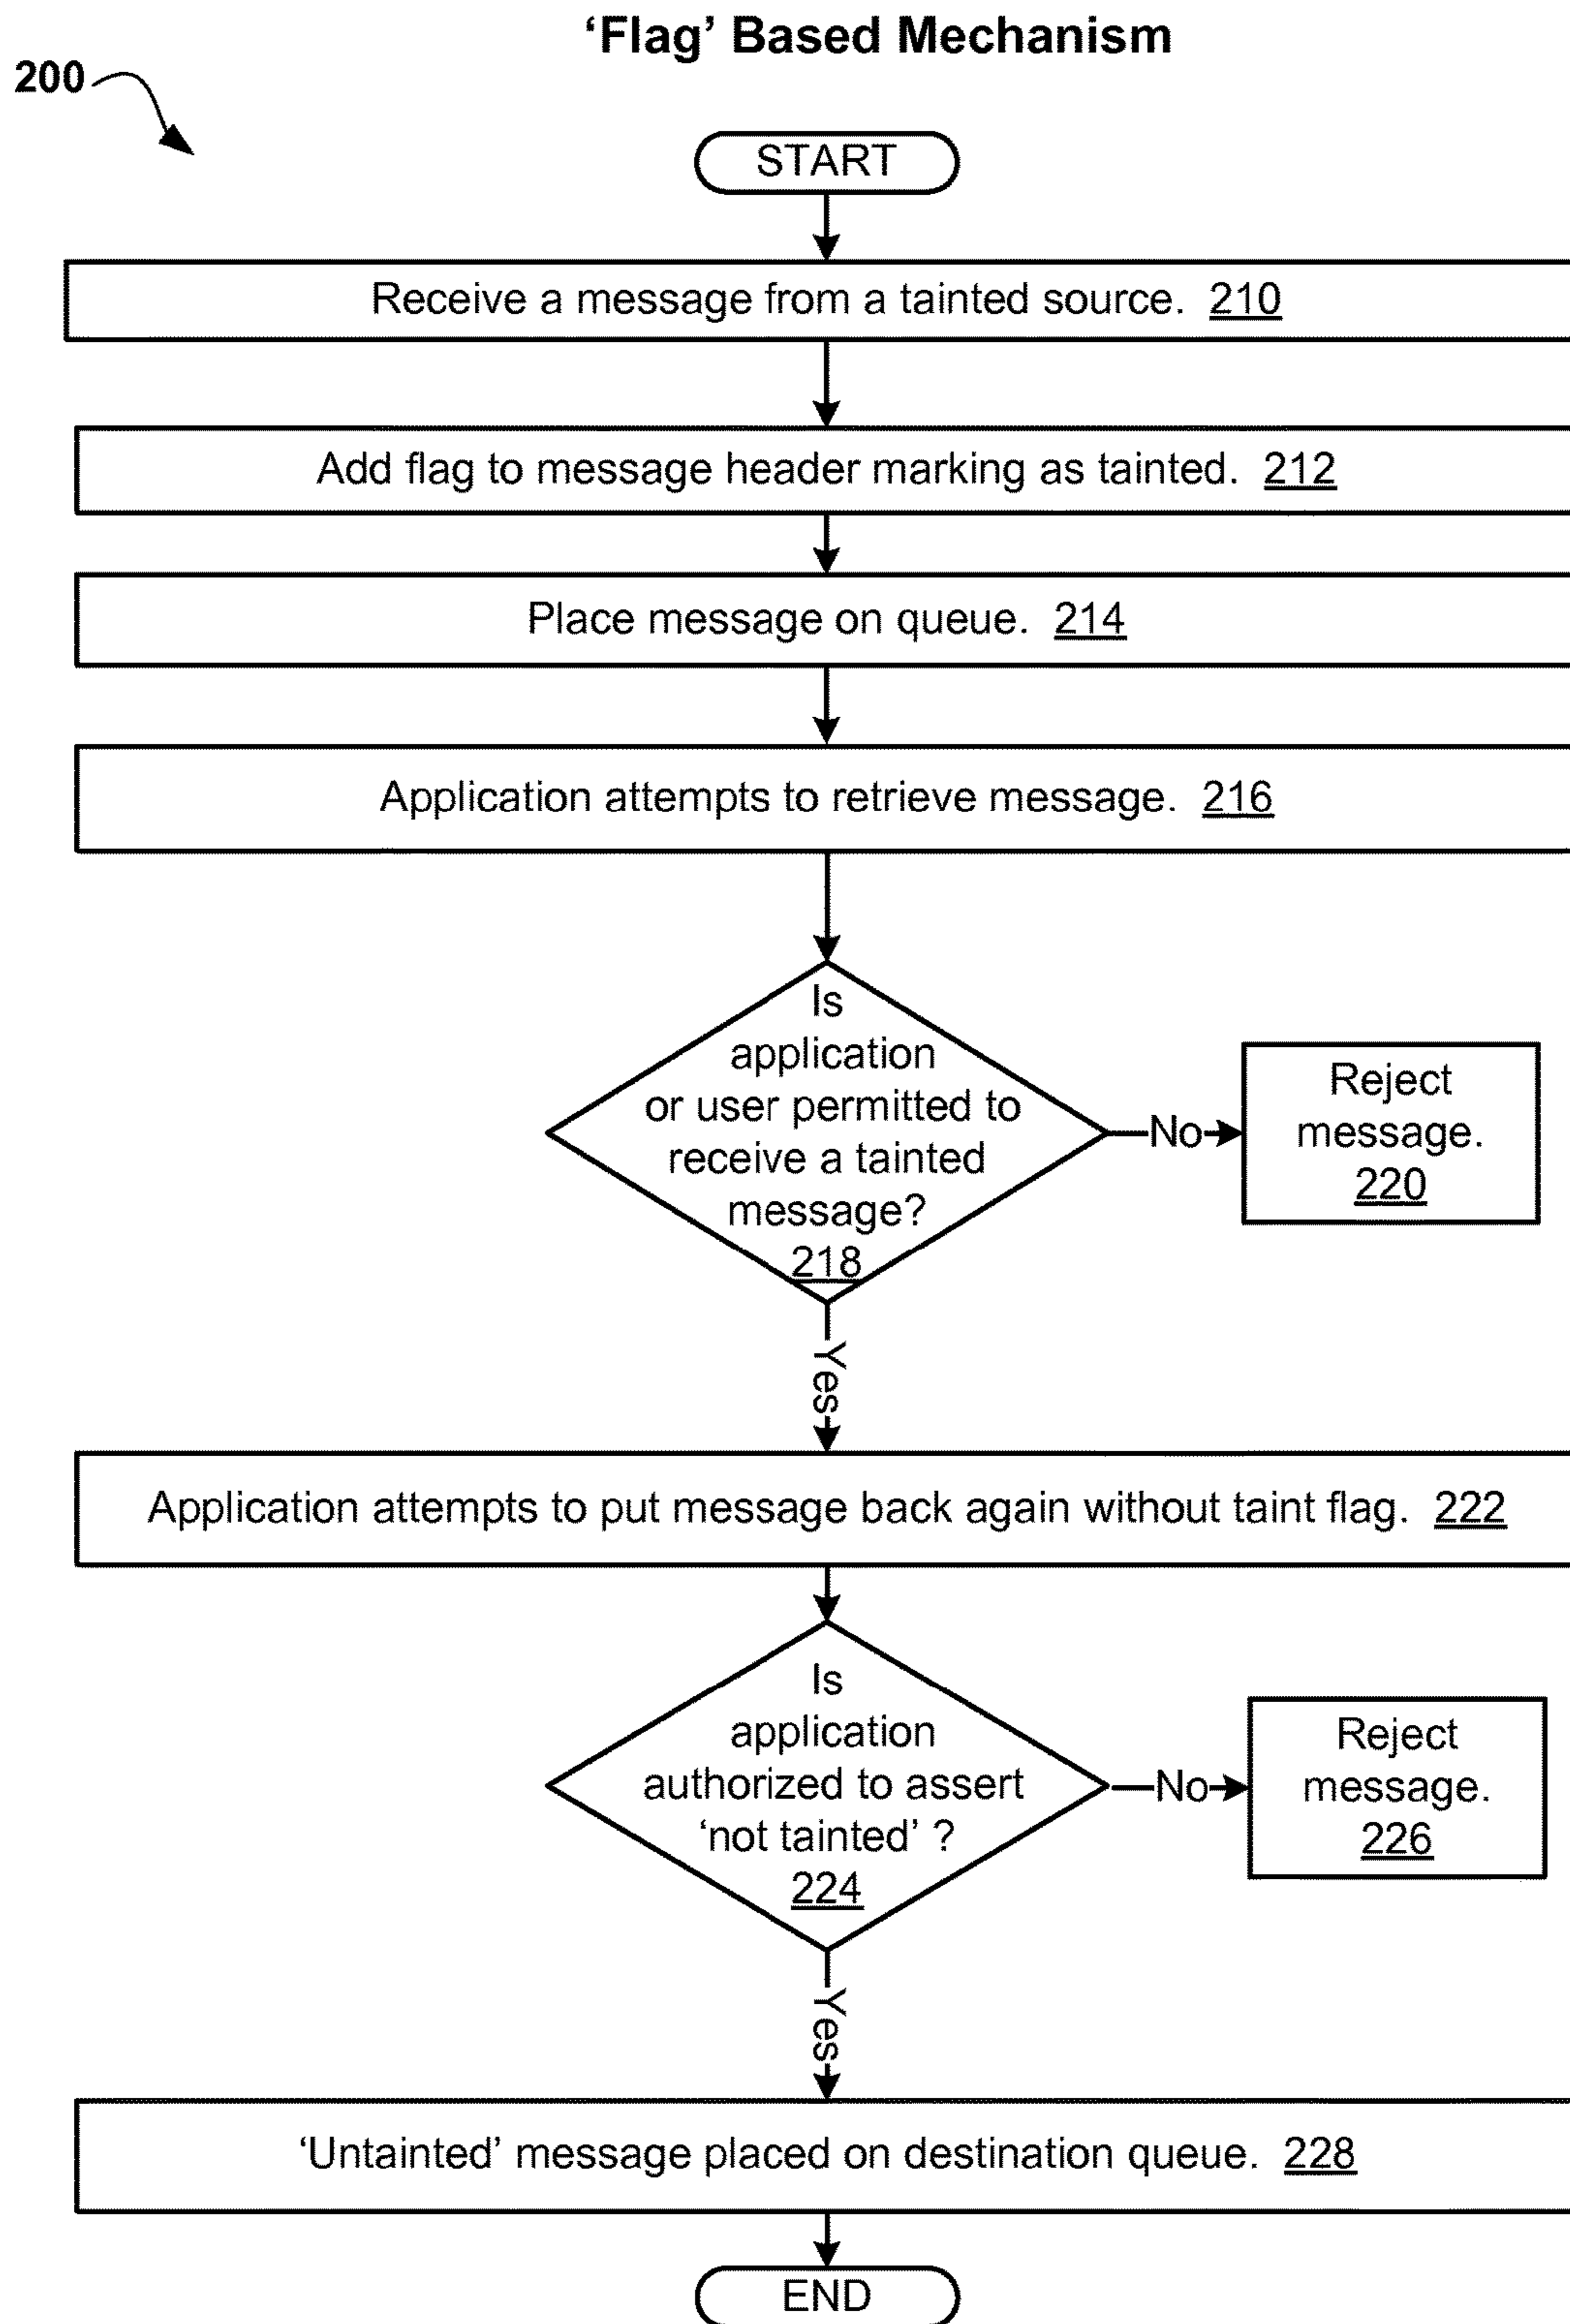 ‘Flag’ Based Mechanism
200
START
Receive a message from a tainted source. 210
Add flag to message header marking as tainted. 212
Place message on queue. 214
Application attempts to retrieve message. 216
Is
application
or user permitted to
receive a tainted
message?
218
No
Reject
message.
220
Yes
Application attempts to put message back again without taint flag. 222
Is
application
authorized to assert
‘not tainted’ ?
224
No
Reject
message.
226
Yes
‘Untainted’ message placed on destination queue. 228
END